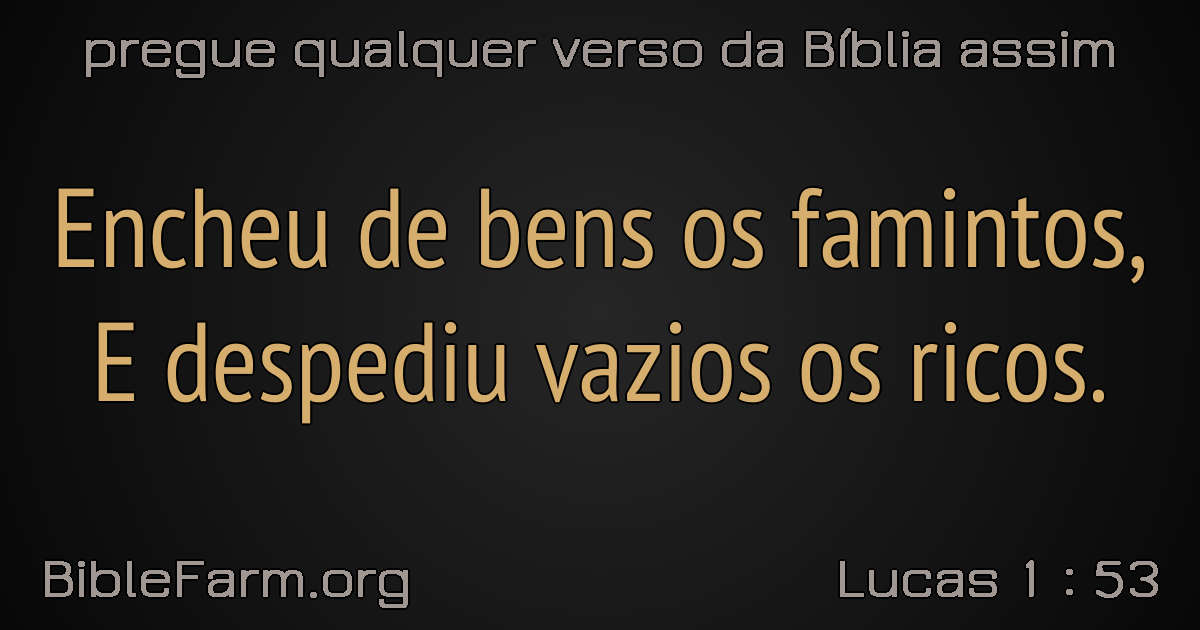 pregue qualquer verso da Bíblia assim
Encheu de bens os famintos,
E despediu vazios os ricos.
BibleFarm.org
Lucas 1 : 53